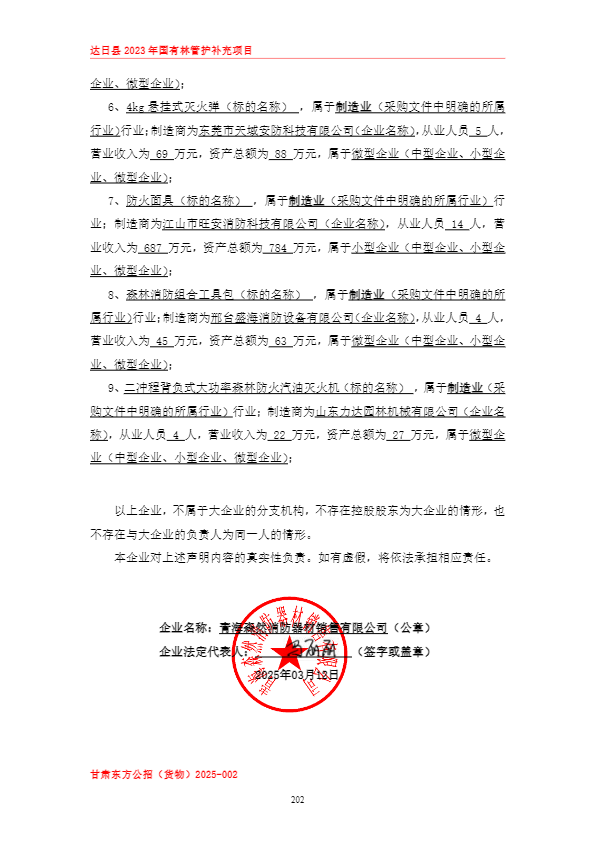 达日县 2023 年国有林管护补充项目
企业、微型企业);
6、4kg 悬挂式灭火弹（标的名称） ，属于制造业（采购文件中明确的所属
行业)行业；制造商为东莞市天域安防科技有限公司（企业名称)，从业人员 5 人，
营业收入为 69 万元，资产总额为 88 万元，属于微型企业（中型企业、小型企
业、微型企业);
7、防火面具（标的名称） ，属于制造业（采购文件中明确的所属行业）行
业；制造商为江山市旺安消防科技有限公司（企业名称)，从业人员 14 人，营
业收入为 687 万元，资产总额为 784 万元，属于小型企业（中型企业、小型企
业、微型企业);
8、森林消防组合工具包（标的名称） ，属于制造业（采购文件中明确的所
属行业)行业；制造商为邢台盛海消防设备有限公司（企业名称)，从业人员 4 人，
营业收入为 45 万元，资产总额为 63 万元，属于微型企业（中型企业、小型企
业、微型企业);
9、二冲程背负式大功率森林防火汽油灭火机（标的名称） ，属于制造业（采
购文件中明确的所属行业）行业；制造商为山东力达园林机械有限公司（企业名
称)，从业人员 4 人，营业收入为 22 万元，资产总额为 27 万元，属于微型企
业（中型企业、小型企业、微型企业);
以上企业，不属于大企业的分支机构，不存在控股股东为大企业的情形，也
不存在与大企业的负责人为同一人的情形。
本企业对上述声明内容的真实性负责。如有虚假，将依法承担相应责任。
企业名称：青海森然消防器材销售有限公司（公章）
企业法定代表人：（签字或盖章）
2025年03月12日
甘肃东方公招（货物）2025-002
202